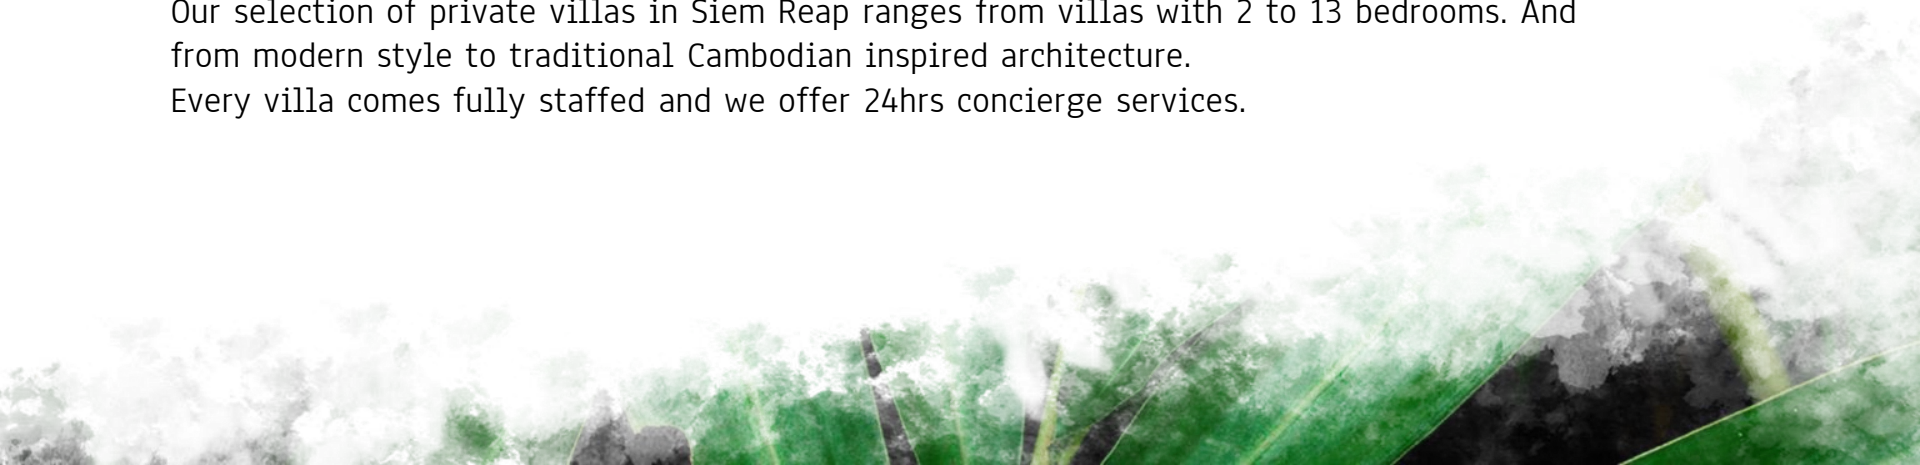 Our selection of private villas in Siem Reap ranges from villas with 2 to 13 bedrooms. And
from modern style to traditional Cambodian inspired architecture.
Every villa comes fully staffed and we offer 24hrs concierge services.